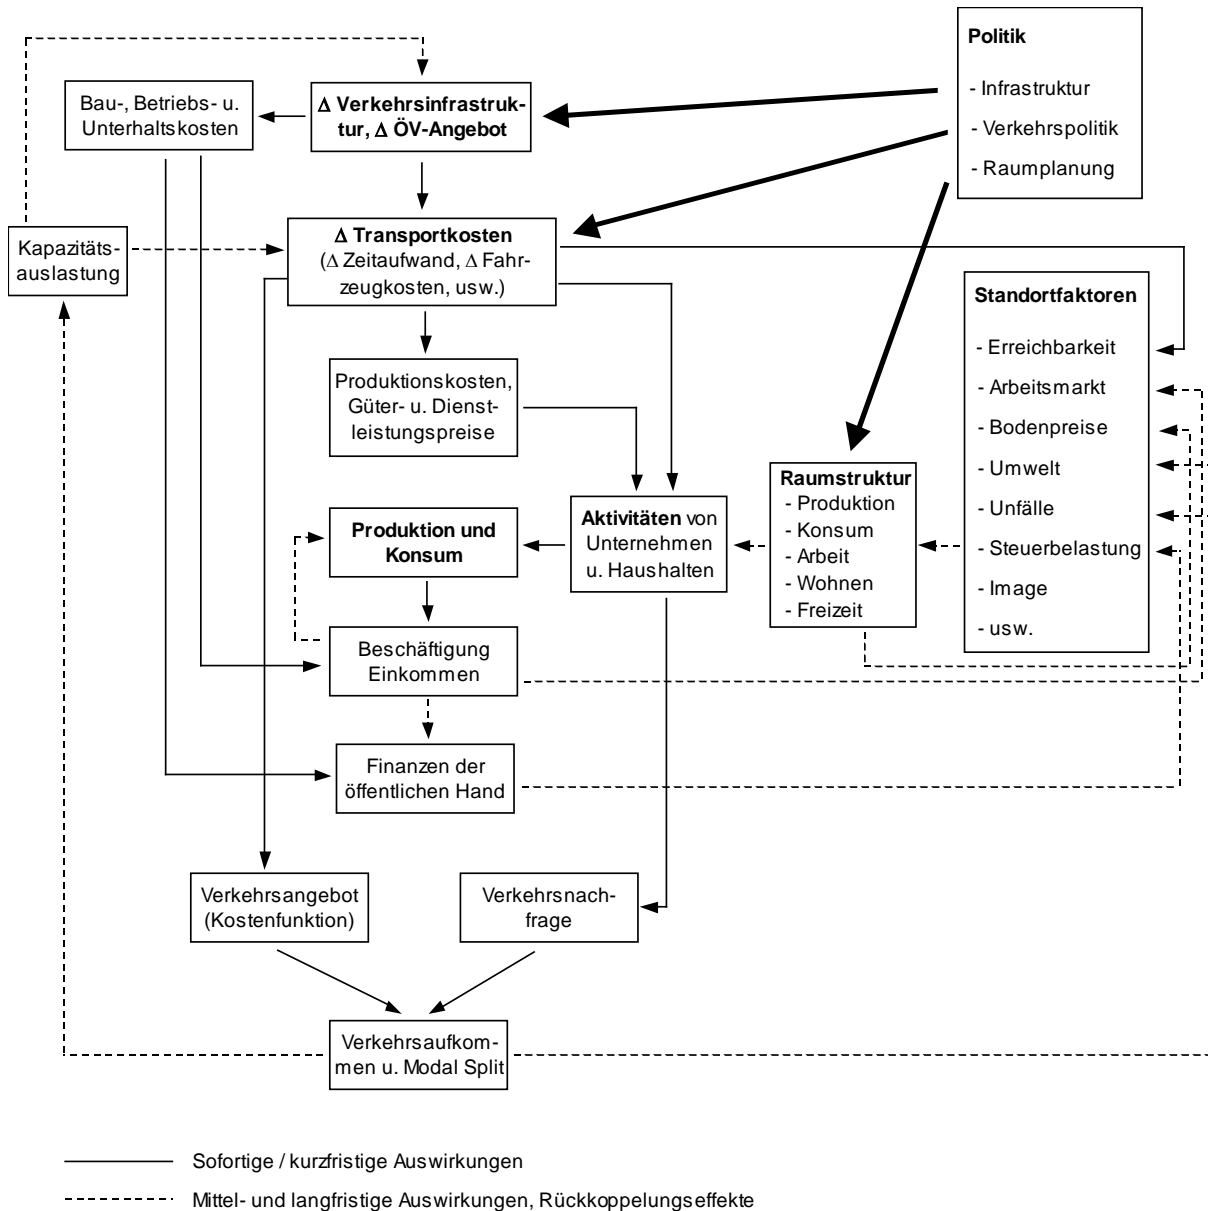 Politik
- Infrastruktur
- Verkehrspolitik
- Raumplanung
Bau-, Betriebs- u.
Unterhaltskosten
Δ Verkehrsinfrastruk-
tur, Δ ÖV-Angebot
Kapazitäts-
auslastung
Δ Transportkosten
(Δ Zeitaufwand, Δ Fahr-
zeugkosten, usw.)
Standortfaktoren
- Erreichbarkeit
- Arbeitsmarkt
- Bodenpreise
- Umwelt
- Unfälle
- Steuerbelastung
- Image
- usw.
Produktionskosten,
Güter- u. Dienst-
leistungspreise
Raumstruktur
- Produktion
- Konsum
- Arbeit
- Wohnen
- Freizeit
Aktivitäten von
Unternehmen
u. Haushalten
Produktion und
Konsum
Beschäftigung
Einkommen
Finanzen der
öffentlichen Hand
Verkehrsangebot
(Kostenfunktion)
Verkehrsnach-
frage
Verkehrsaufkom-
men u. Modal Split
Sofortige / kurzfristige Auswirkungen
Mittel- und langfristige Auswirkungen, Rückkoppelungseffekte